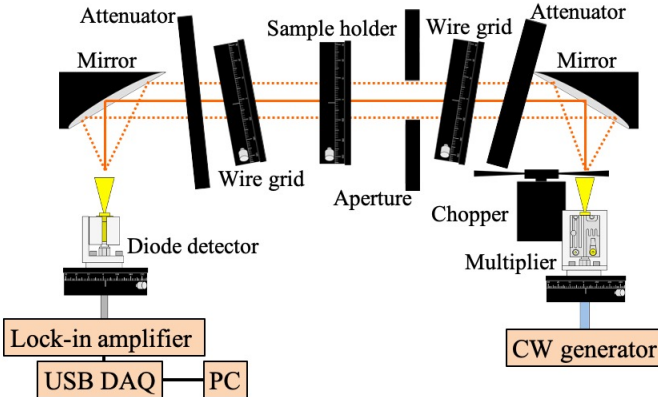 Attenuator
Attenuator
Sample holder
Wire grid
Mirror
Mirror
Wire grid
Aperture
Chopper
Diode detector
Multiplier
Lock-in amplifier
CW generator
USB DAQ
PC